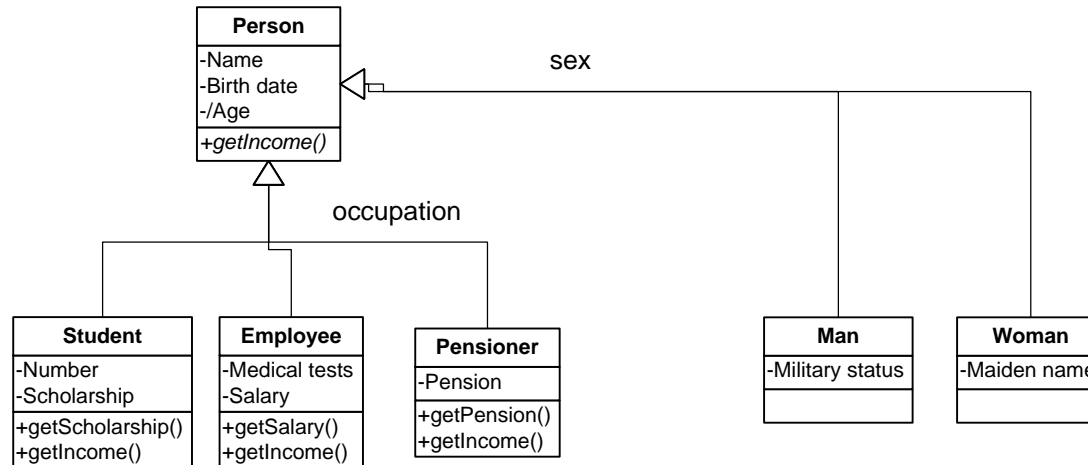 Person
-Name
-Birth date
-/Age
+getIncome()
sex
occupation
Student
-Number
-Scholarship
+getScholarship()
+getIncome()
Employee
-Medical tests
-Salary
+getSalary()
+getIncome()
Pensioner
-Pension
+getPension()
+getIncome()
Man
-Military status
Woman
-Maiden name